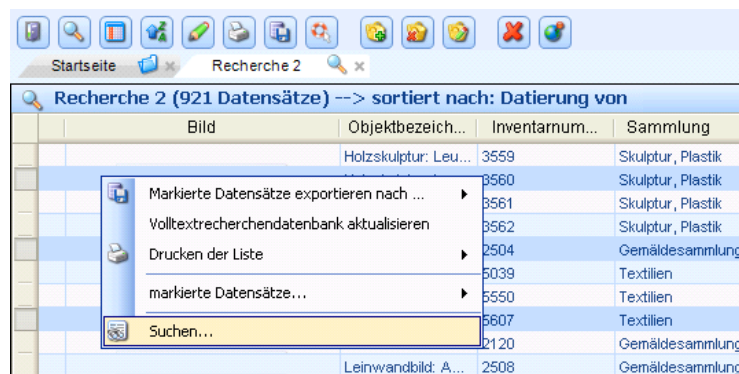 Startseite Recherche 2
Recherche 2 (921 Datensätze) --> sortiert nach: Datierung von
Bild Objektbezeich... Inventarnum... Sammlung
Holzskulptur: Leu... 3559 Skulptur, Plastik
3560 Skulptur, Plastik
Markierte Datensätze exportieren nach ...
3561 Skulptur, Plastik
Volltextrecherchendatenbank aktualisieren
3562 Skulptur, Plastik
Drucken der Liste
2504 Gemäldesammlung
5039 Textilien
markierte Datensätze...
5550 Textilien
5607 Textilien
Suchen...
2120 Gemäldesammlung
Leinwandbild: A... 2508 Gemäldesammlung